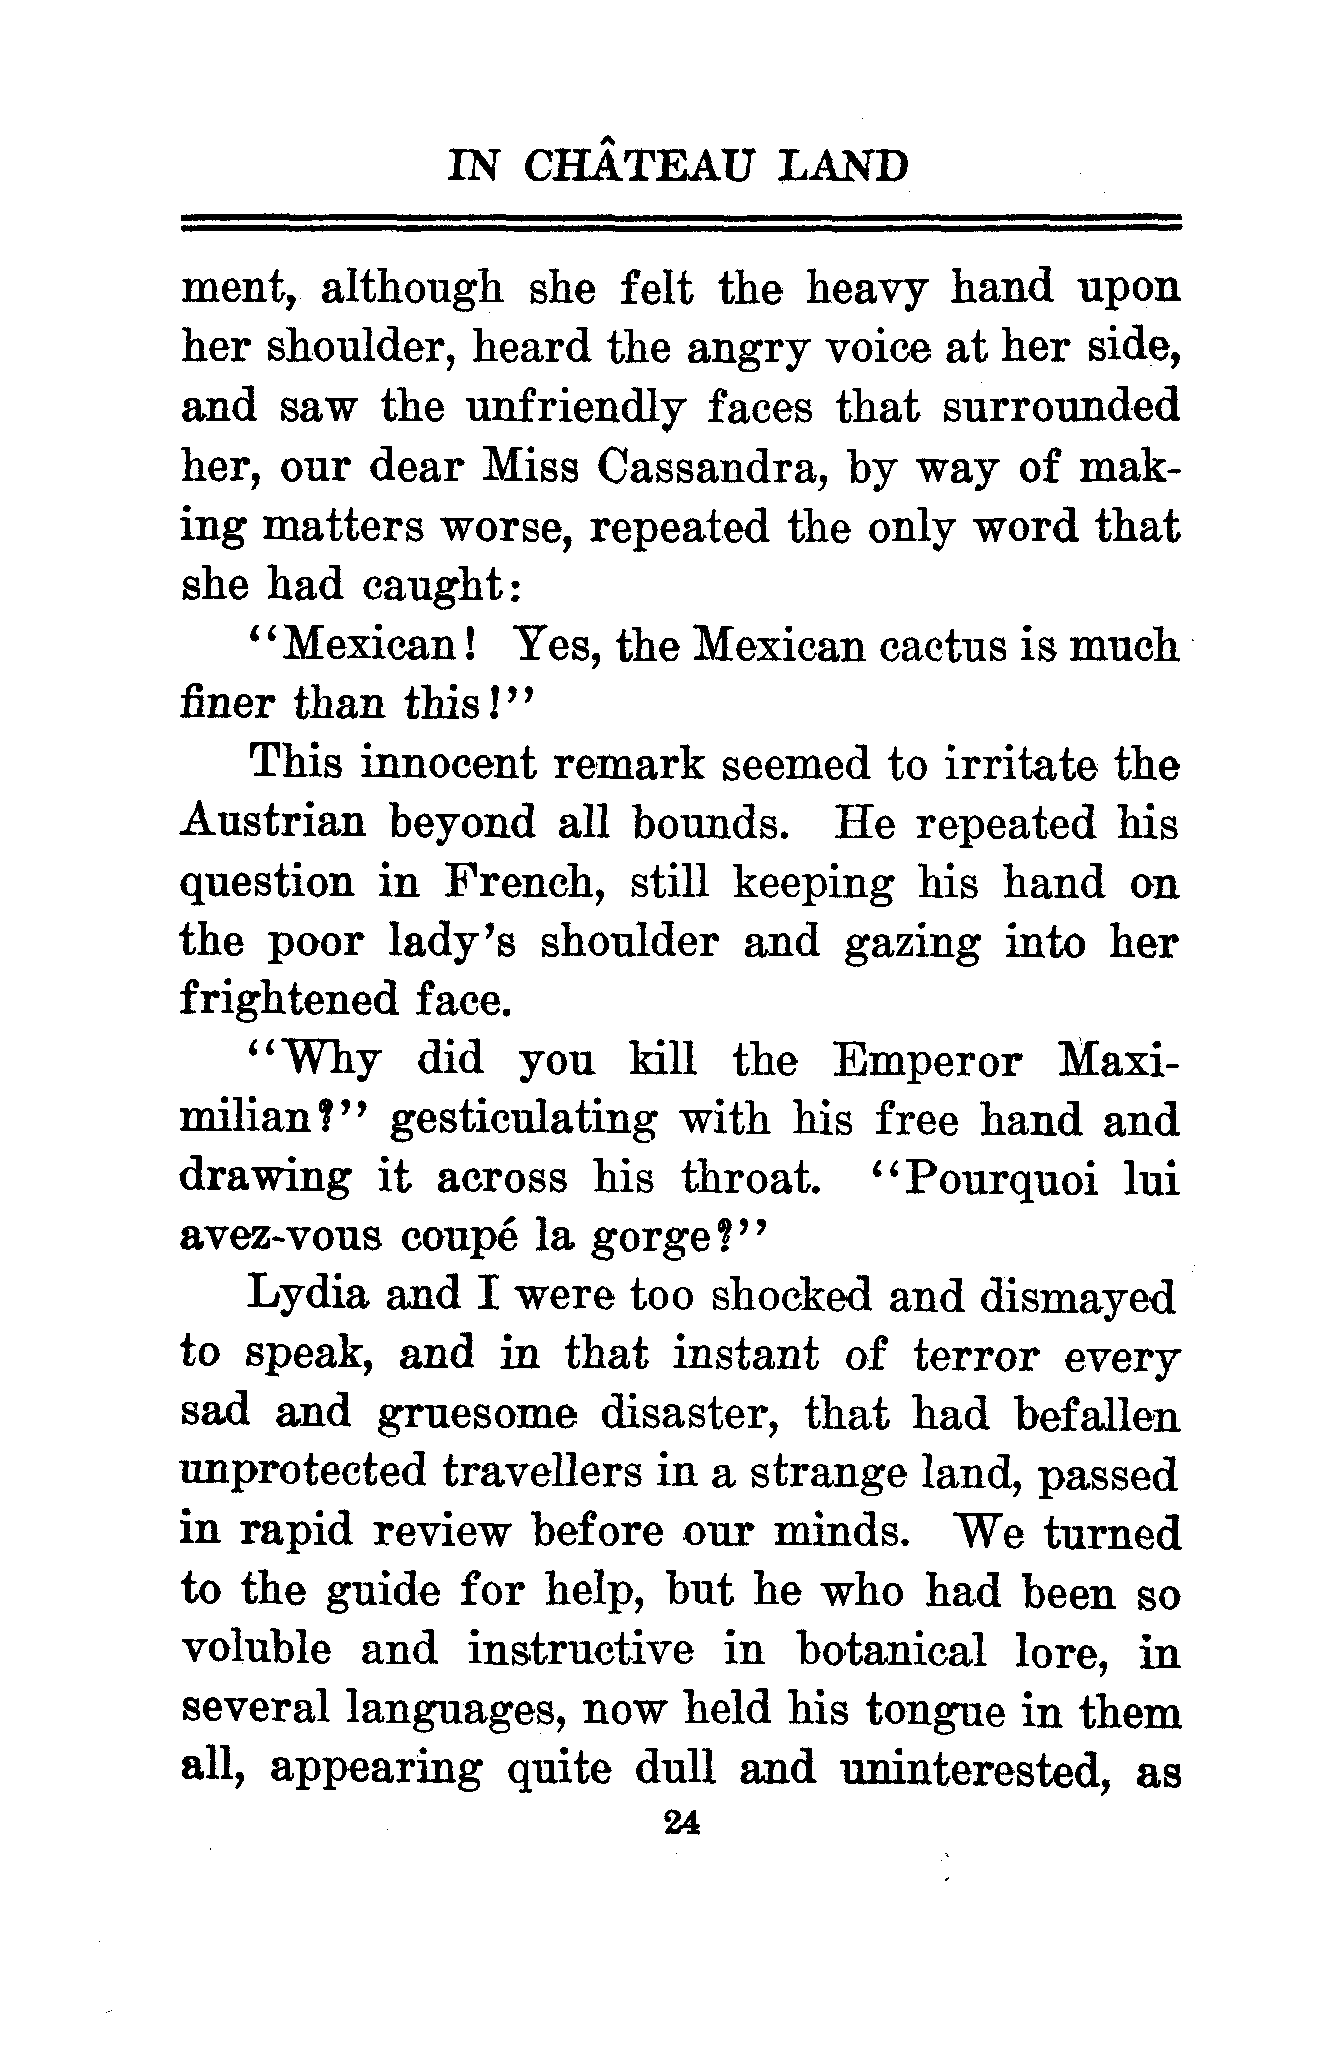 IN CHÂTEAU LAND
ment, although she felt the heavy hand upon
her shoulder, heard the angry voice at her side,
and saw the unfriendly faces that surrounded
her, our dear Miss Cassandra, by way of mak-
ing matters worse, repeated the only word that
she had caught:
"Mexican! Yes, the Mexican cactus is much
finer than this!"
This innocent remark seemed to irritate the
Austrian beyond all bounds. He repeated his
question in French, still keeping his hand on
the poor lady's shoulder and gazing into her
frightened face.
"Why did you kill the Emperor Maxi-
milian?" gesticulating with his free hand and
drawing it across his throat. "Pourquoi lui
avez-vous coupé la gorge?"
Lydia and I were too shocked and dismayed
to speak, and in that instant of terror every
sad and gruesome disaster, that had befallen
unprotected travellers in a strange land, passed
in rapid review before our minds. We turned
to the guide for help, but he who had been so
voluble and instructive in botanical lore, in
several languages, now held his tongue in them
all, appearing quite dull and uninterested, as
24